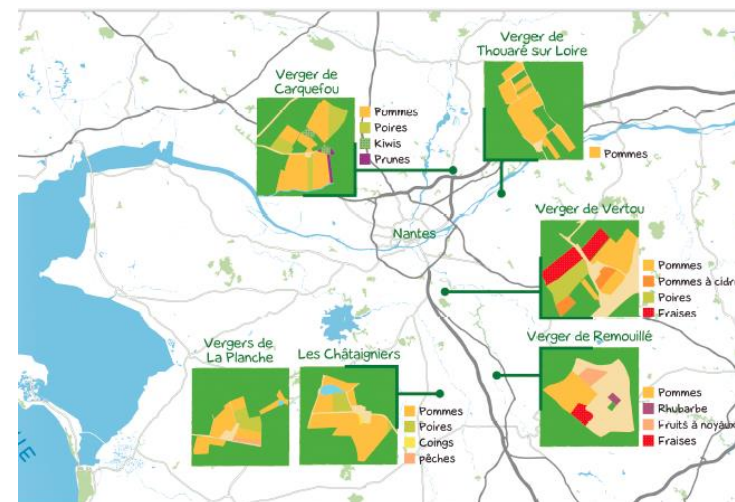 Verger de
Thouaré sur Loire
Pommes
Verger de
Carquefou
Pommes
Poires
Kiwis
Prunes
Nantes
Verger de Vertou
Pommes
Pommes à cidre
Poires
Fraises
Vergers de
La Planche
Les Châtaigniers
Pommes
Poires
Coings
pêches
Verger de Remouillé
Pommes
Rhubarbe
Fruits à noyaux
Fraises